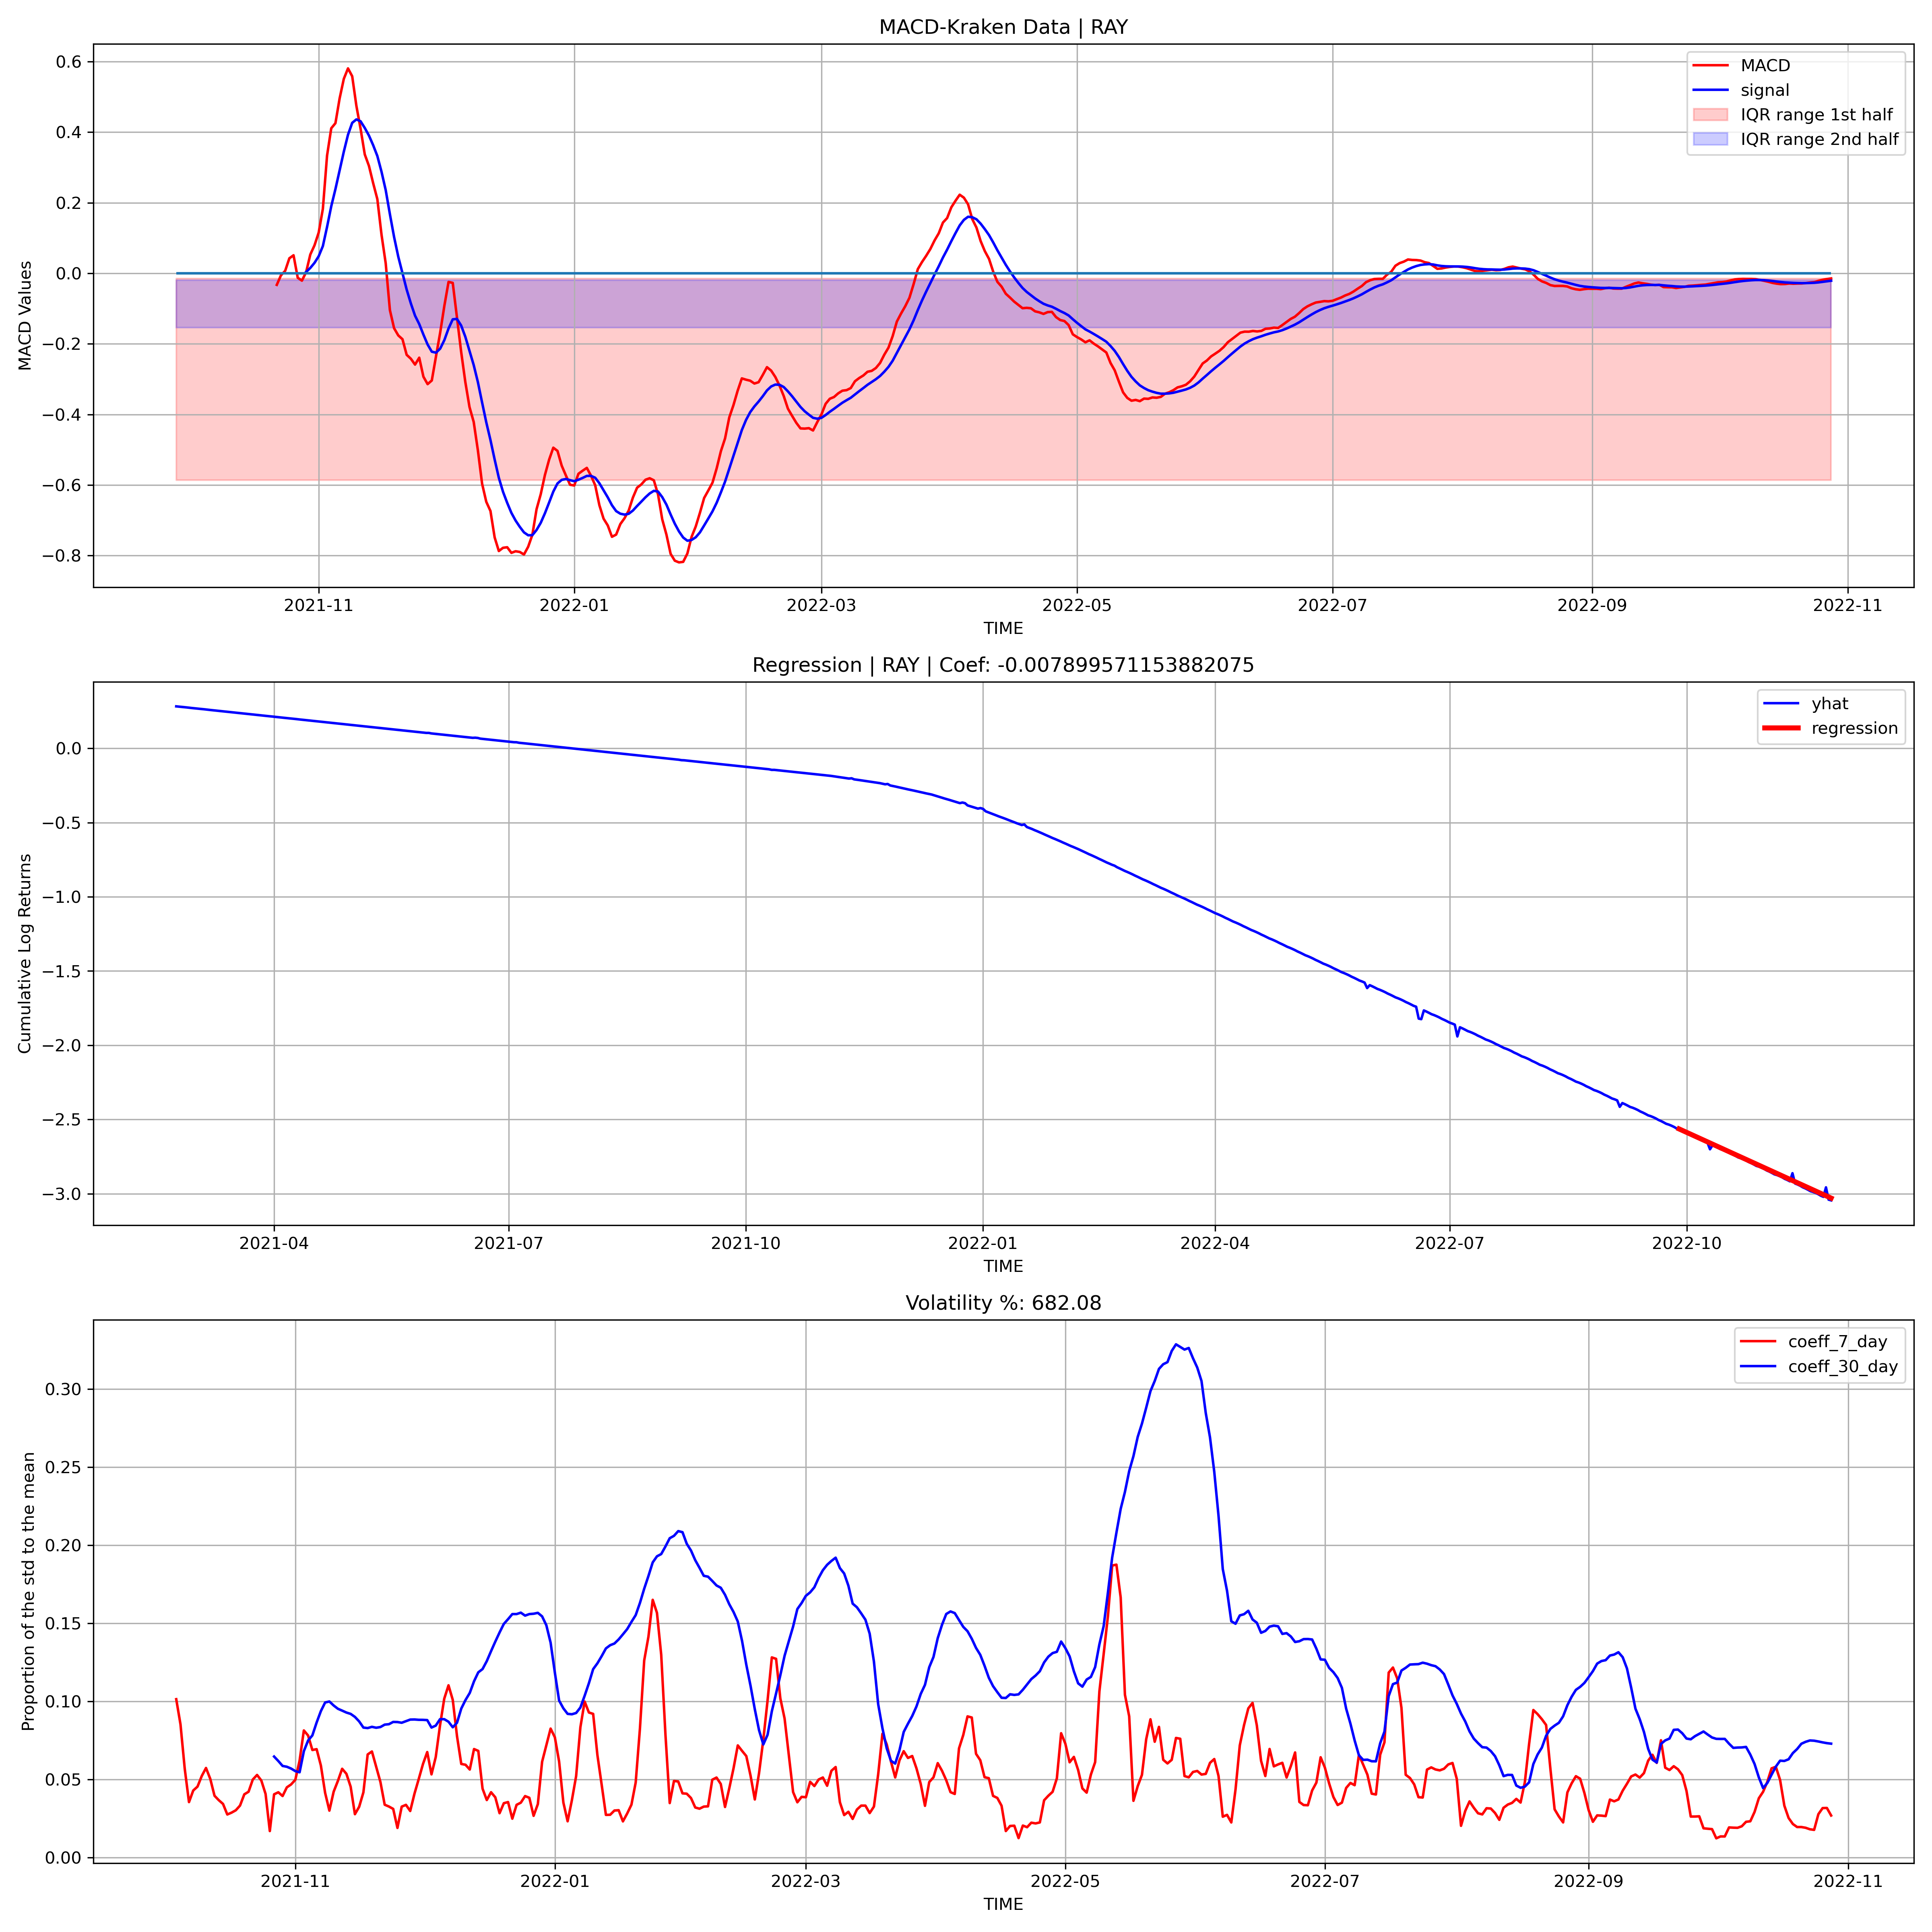 MACD-Kraken Data | RAY
MACD Values
0.6
0.4
0.2
0.0
−0.2
−0.4
−0.6
−0.8
MACD
signal
IQR range 1st half
IQR range 2nd half
2021-11 2022-01 2022-03 2022-05 2022-07 2022-09 2022-11
TIME
Regression | RAY | Coef: -0.007899571153882075
Cumulative Log Returns
0.0
−0.5
−1.0
−1.5
−2.0
−2.5
−3.0
yhat
regression
2021-04 2021-07 2021-10 2022-01 2022-04 2022-07 2022-10
TIME
Volatility %: 682.08
Proportion of the std to the mean
0.30
0.25
0.20
0.15
0.10
0.05
0.00
coeff_7_day
coeff_30_day
2021-11 2022-01 2022-03 2022-05 2022-07 2022-09 2022-11
TIME